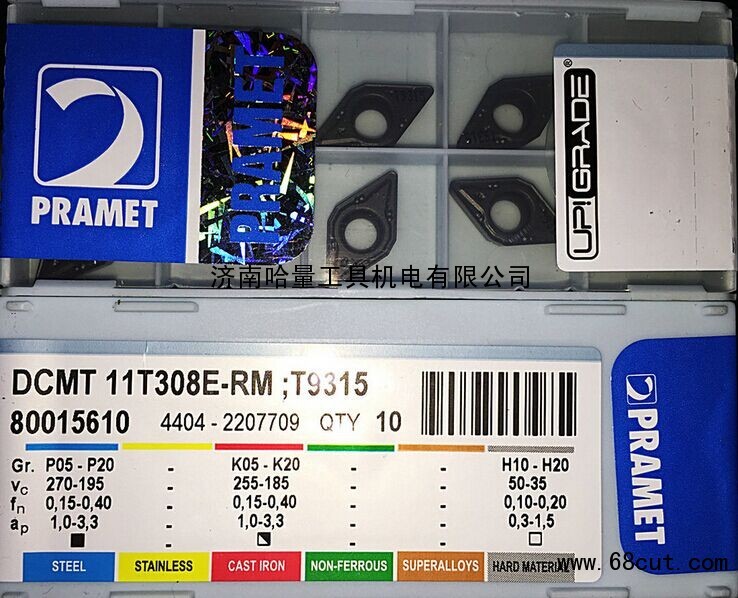 PRAMET
PRAMET
T9315
UP!GRADE®
济南哈量工具机电有限公司
DCMT 11T308E-RM ;T9315
80015610 4404 - 2207709 QTY 10
Gr. P05 - P20 - K05 - K20 - - H10 - H20
vc 270-195 - 255-185 - - 50-35
fn 0,15-0,40 - 0,15-0,40 - - 0,10-0,20
ap 1,0-3,3 - 1,0-3,3 - - 0,3-1,5
STEEL STAINLESS CAST IRON NON-FERROUS SUPERALLOYS HARD MATERIAL
PRAMET
www.68cut.com